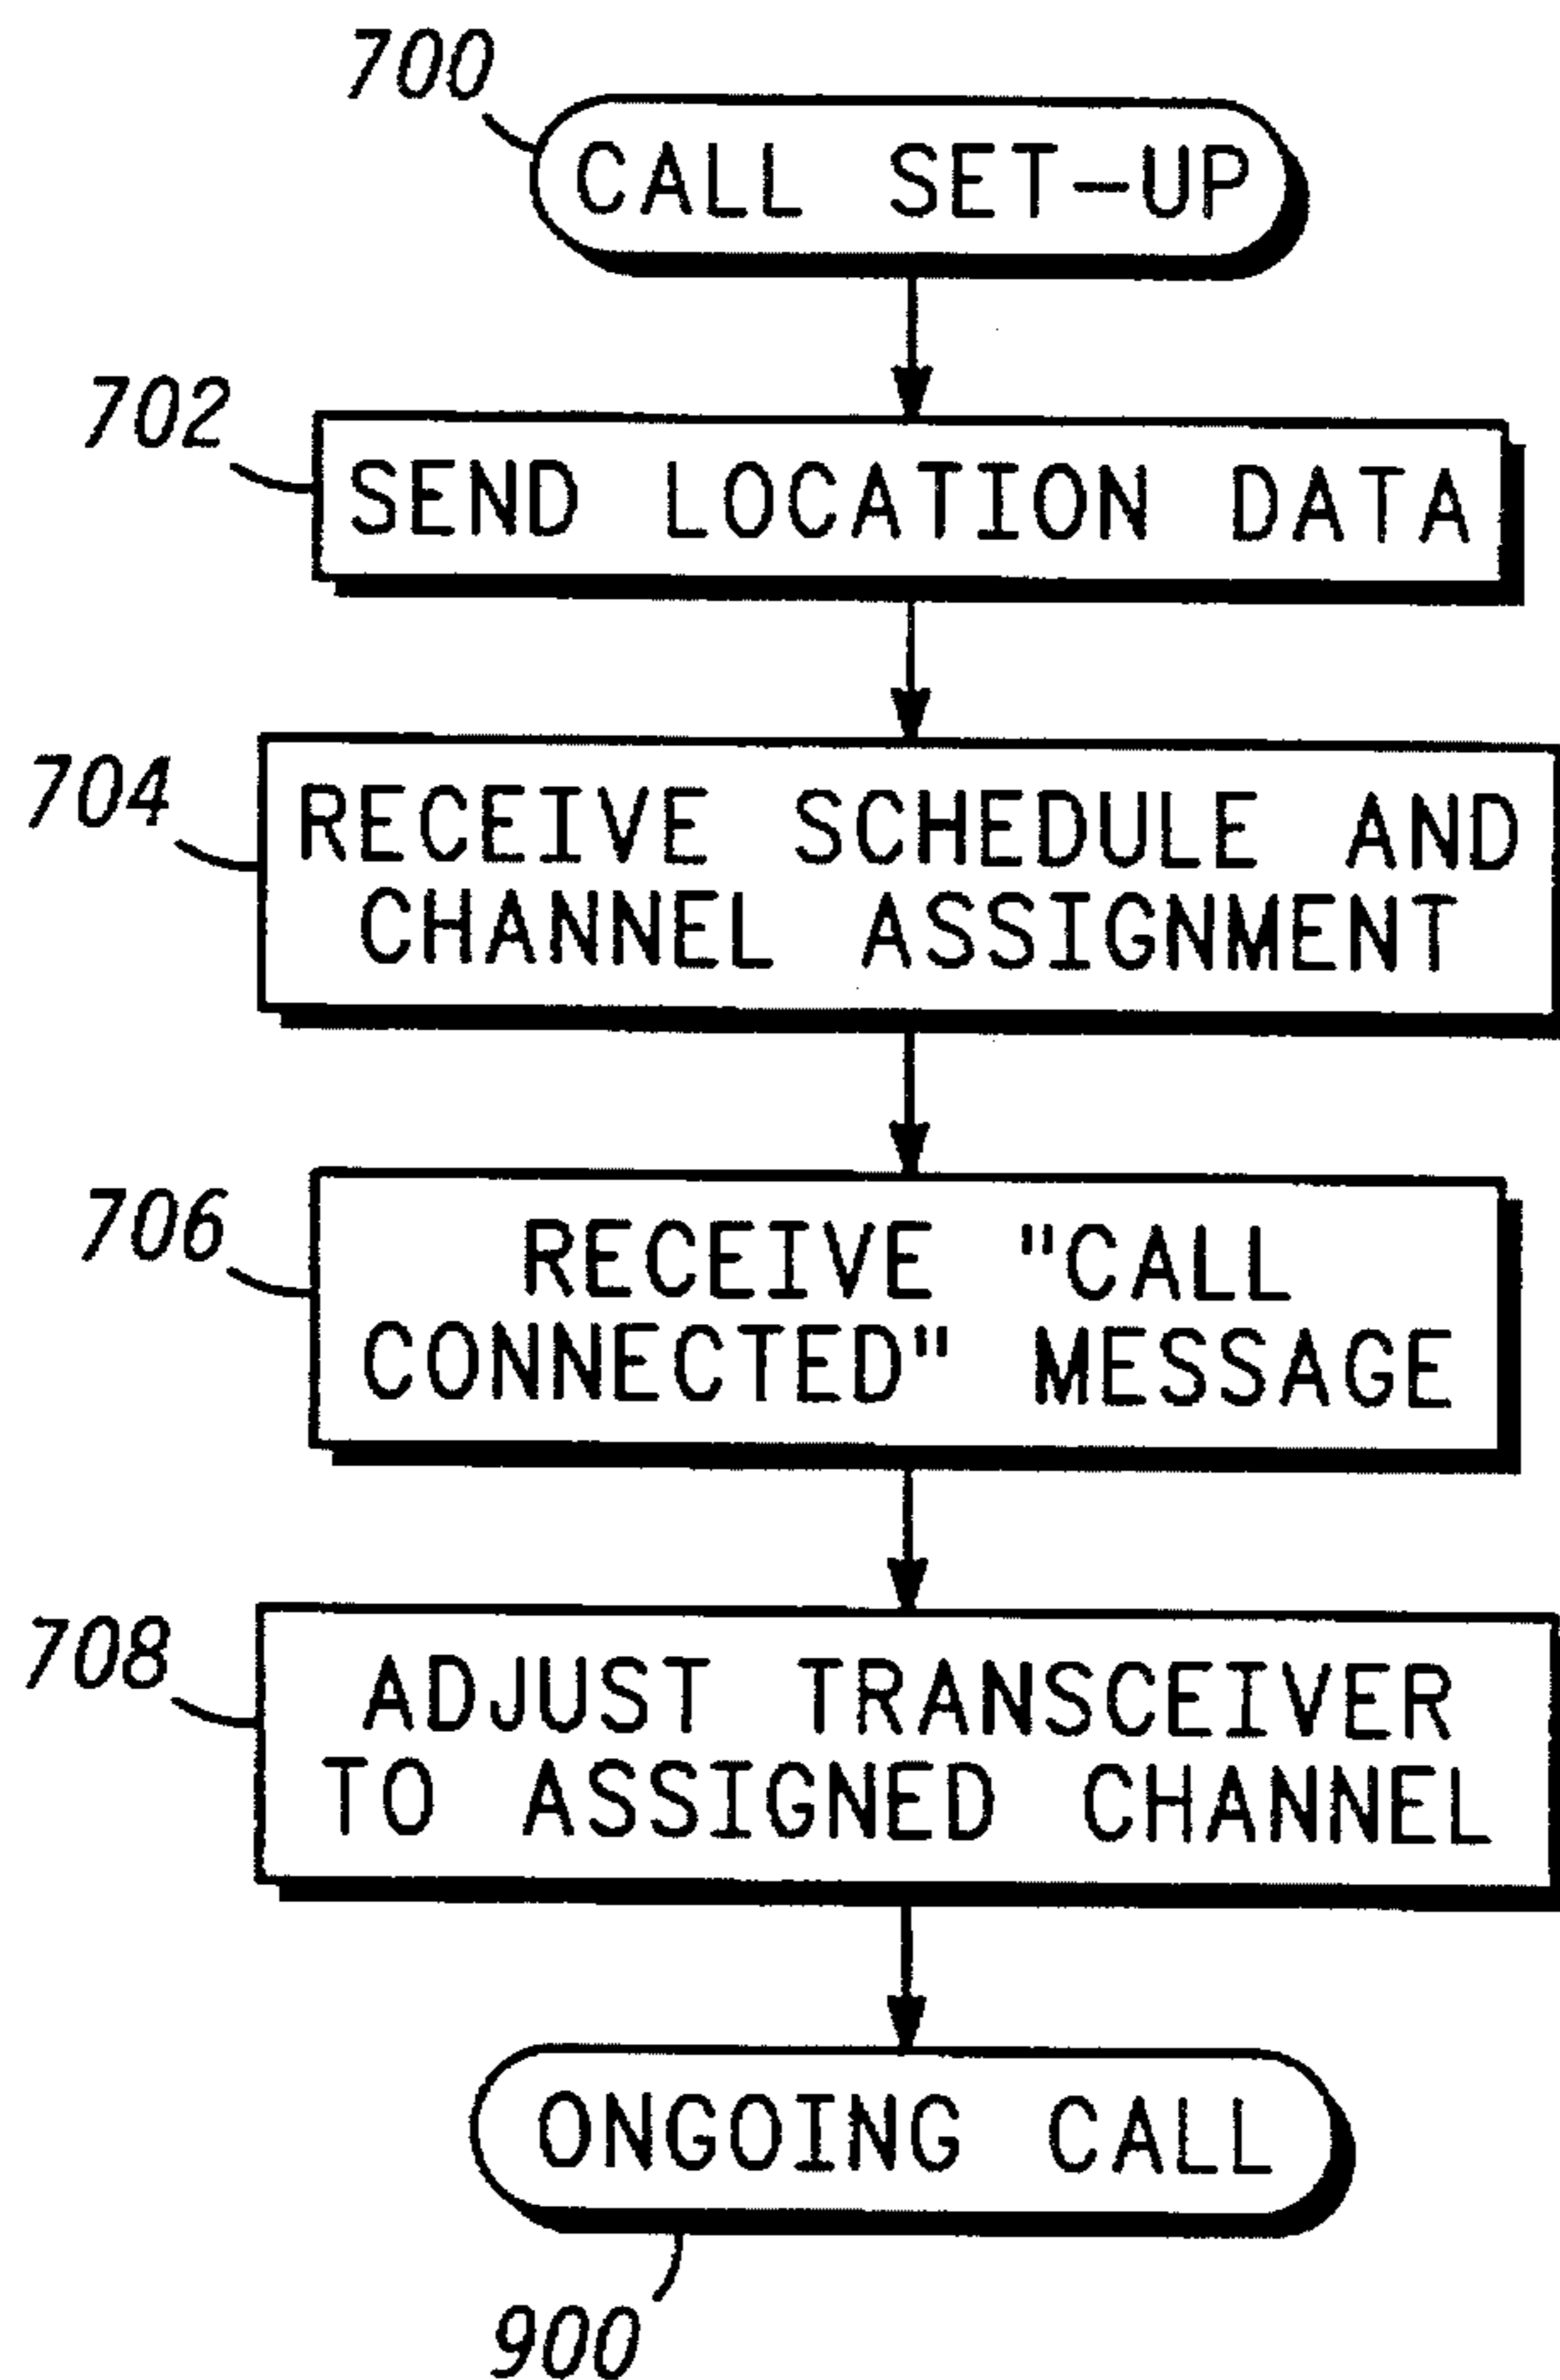 700
CALL SET-UP
702
SEND LOCATION DATA
704
RECEIVE SCHEDULE AND
CHANNEL ASSIGNMENT
706
RECEIVE "CALL
CONNECTED" MESSAGE
708
ADJUST TRANSCEIVER
TO ASSIGNED CHANNEL
ONGOING CALL
900